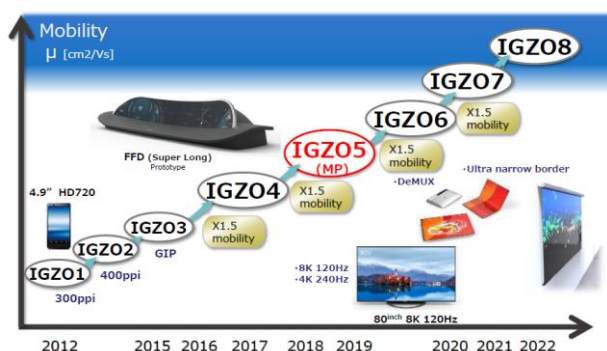 Mobility
μ [cm2/Vs]
IGZO8
IGZO7
IGZO6
X1.5
mobility
FFD (Super Long)
Prototype
IGZO5
(MP)
X1.5
mobility
·DeMUX
·Ultra narrow border
4.9” HD720
IGZO4
X1.5
mobility
IGZO3
GIP
X1.5
mobility
IGZO2
400ppi
IGZO1
300ppi
·8K 120Hz
·4K 240Hz
80inch 8K 120Hz
2012 2015 2016 2017 2018 2019 2020 2021 2022